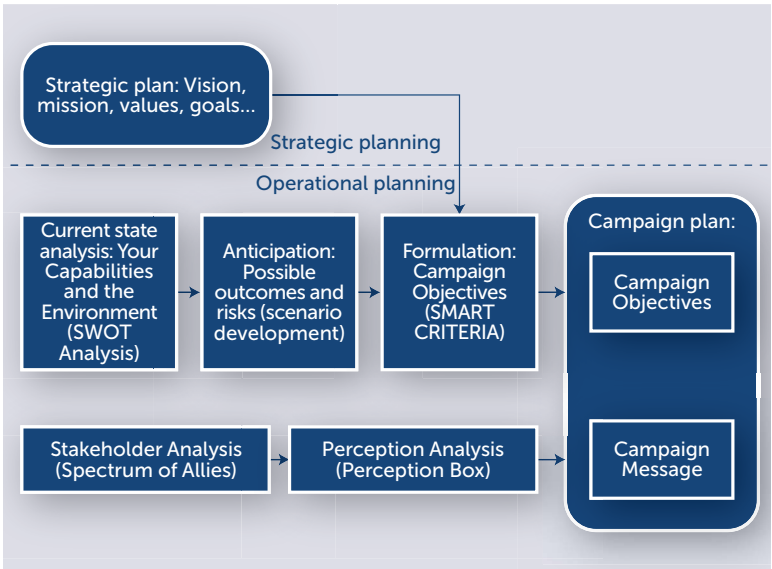 Strategic plan: Vision,
mission, values, goals...
Strategic planning
Operational planning
Current state
analysis: Your
Capabilities
and the
Environment
(SWOT
Analysis)
Anticipation:
Possible
outcomes and
risks (scenario
development)
Formulation:
Campaign
Objectives
(SMART
CRITERIA)
Campaign plan:
Campaign
Objectives
Stakeholder Analysis
(Spectrum of Allies)
Perception Analysis
(Perception Box)
Campaign
Message